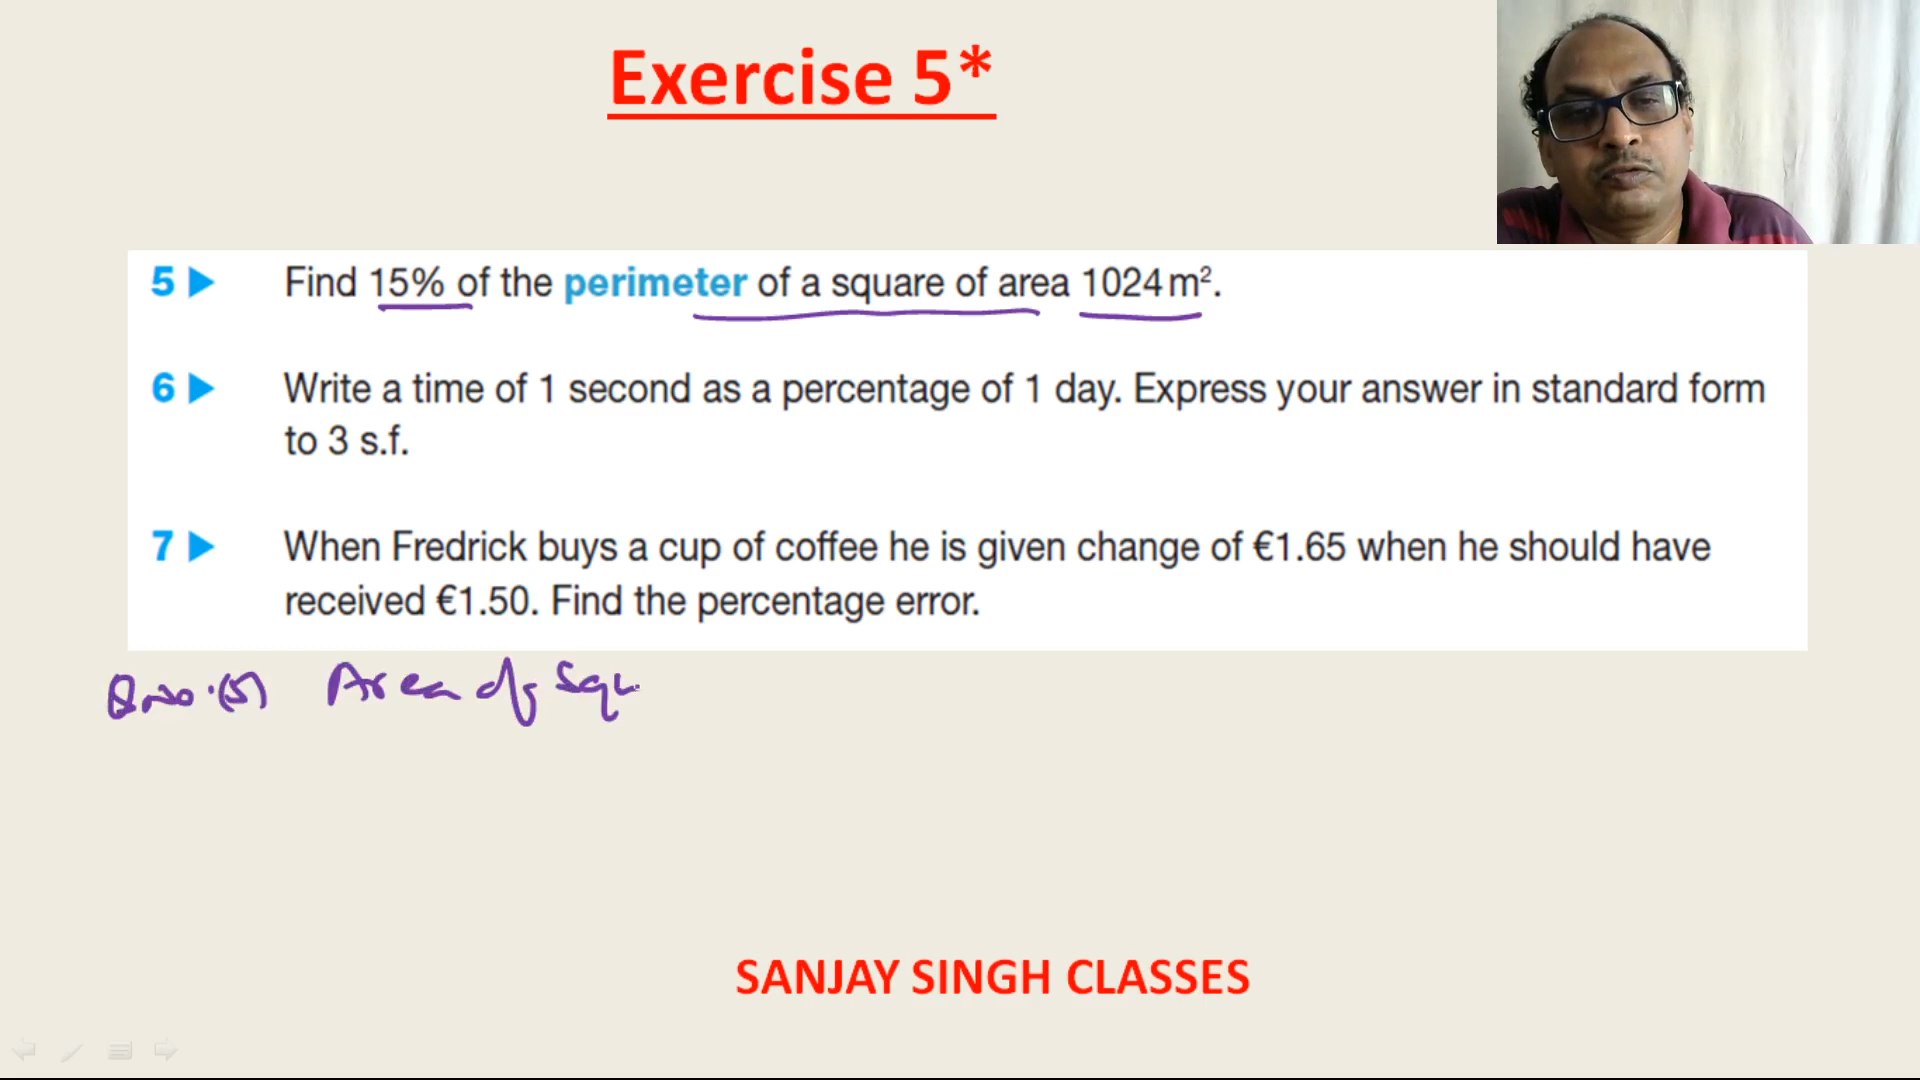 Exercise 5*
5 ▶ Find 15% of the perimeter of a square of area 1024 m².
6 ▶ Write a time of 1 second as a percentage of 1 day. Express your answer in standard form
to 3 s.f.
7 ▶ When Fredrick buys a cup of coffee he is given change of €1.65 when he should have
received €1.50. Find the percentage error.
Q no.(5) Area of Squ
SANJAY SINGH CLASSES